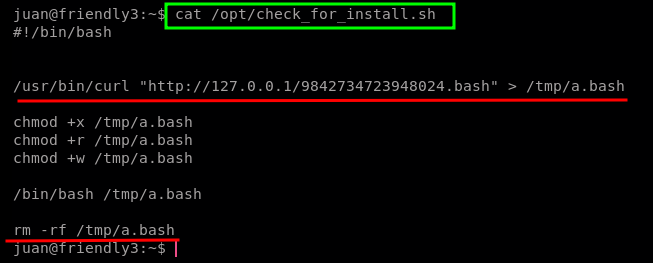 juan@friendly3:~$ cat /opt/check_for_install.sh
#!/bin/bash
/usr/bin/curl "http://127.0.0.1/9842734723948024.bash" > /tmp/a.bash
chmod +x /tmp/a.bash
chmod +r /tmp/a.bash
chmod +w /tmp/a.bash
/bin/bash /tmp/a.bash
rm -rf /tmp/a.bash
juan@friendly3:~$